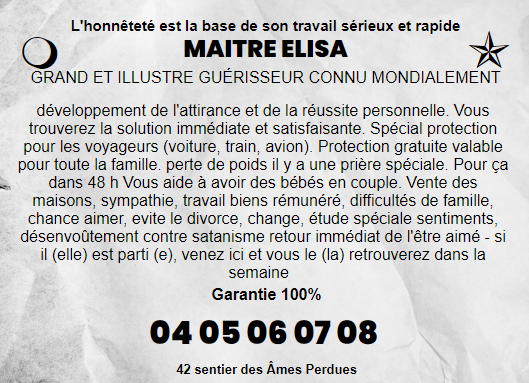 L'honnêteté est la base de son travail sérieux et rapide
MAITRE ELISA
GRAND ET ILLUSTRE GUÉRISSEUR CONNU MONDIALEMENT
développement de l'attirance et de la réussite personnelle. Vous
trouverez la solution immédiate et satisfaisante. Spécial protection
pour les voyageurs (voiture, train, avion). Protection gratuite valable
pour toute la famille. perte de poids il y a une prière spéciale. Pour ça
dans 48 h Vous aide à avoir des bébés en couple. Vente des
maisons, sympathie, travail biens rémunéré, difficultés de famille,
chance aimer, evite le divorce, change, étude spéciale sentiments,
désenvoûtement contre satanisme retour immédiat de l'être aimé - si
il (elle) est parti (e), venez ici et vous le (la) retrouverez dans la
semaine
Garantie 100%
04 05 06 07 08
42 sentier des Âmes Perdues